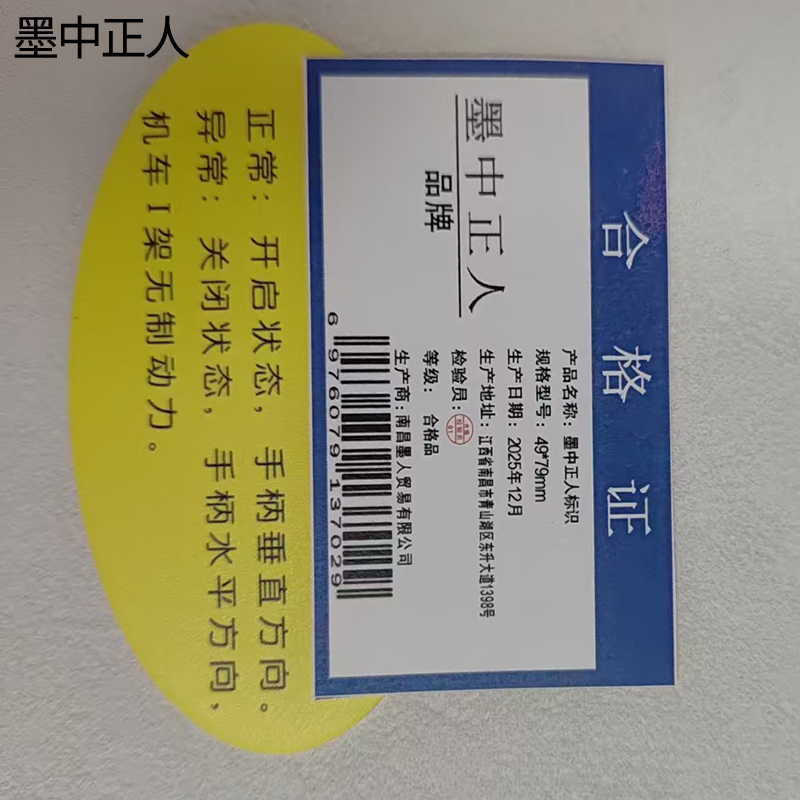 墨中正人
合格证
墨中正人
品牌
产品名称：墨中正人标识
规格型号：49*79mm
生产日期：2025年12月
生产地址：江西省南昌市青山湖区东升大道1398号
检验员：
等级：合格品
生产商：南昌墨人贸易有限公司
6976079137029
正常：开启状态，手柄垂直方向。
异常：关闭状态，手柄水平方向，
机车I架无制动力。